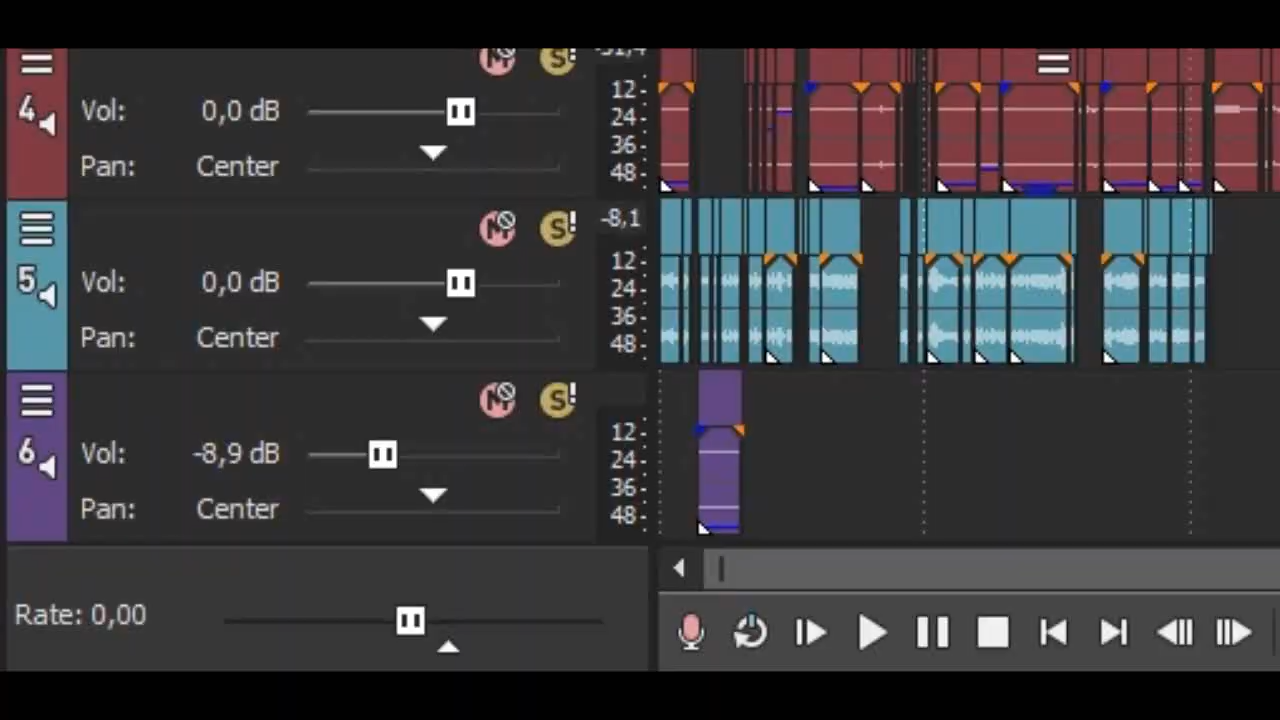 M S -51,4
4 Vol: 0,0 dB
Pan: Center
12
24
36
48
M S -8,1
5 Vol: 0,0 dB
Pan: Center
12
24
36
48
M S
6 Vol: -8,9 dB
Pan: Center
12
24
36
48
Rate: 0,00